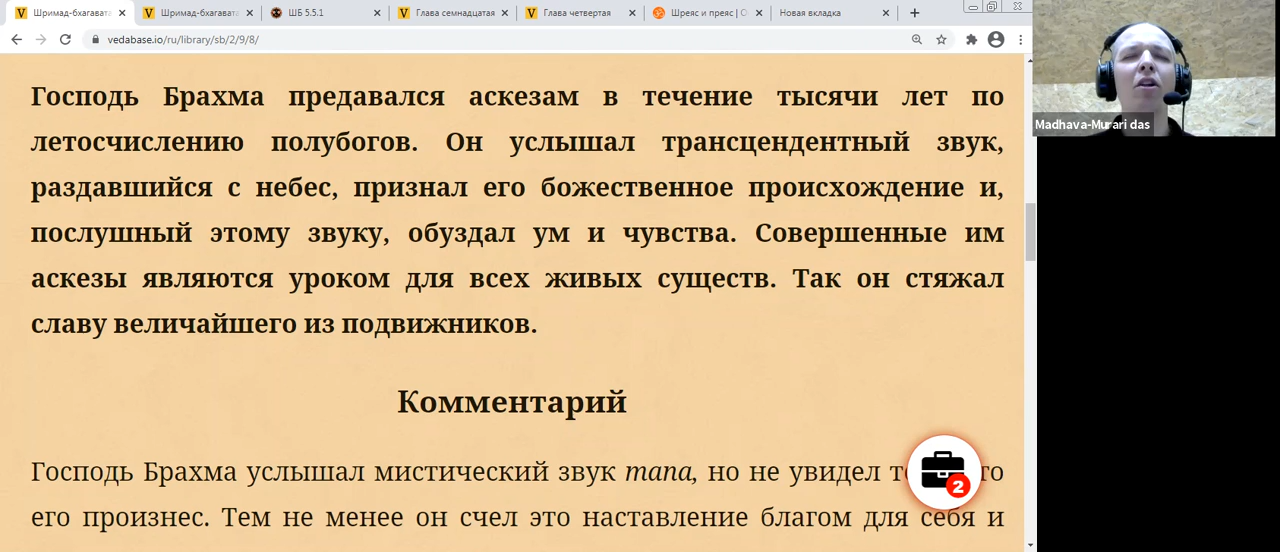 Шримад-бхагавата
Шримад-бхагавата
ШБ 5.5.1
Глава семнадцатая
Глава четвертая
Шреяс и преяс | О
Новая вкладка
vedabase.io/ru/library/sb/2/9/8/
Господь Брахма предавался аскезам в течение тысячи лет по
летосчислению полубогов. Он услышал трансцендентный звук,
раздавшийся с небес, признал его божественное происхождение и,
послушный этому звуку, обуздал ум и чувства. Совершенные им
аскезы являются уроком для всех живых существ. Так он стяжал
славу величайшего из подвижников.
Комментарий
Господь Брахма услышал мистический звук тапа, но не увидел
его произнес. Тем не менее он счел это наставление благом для себя и
2
Madhava-Murari das